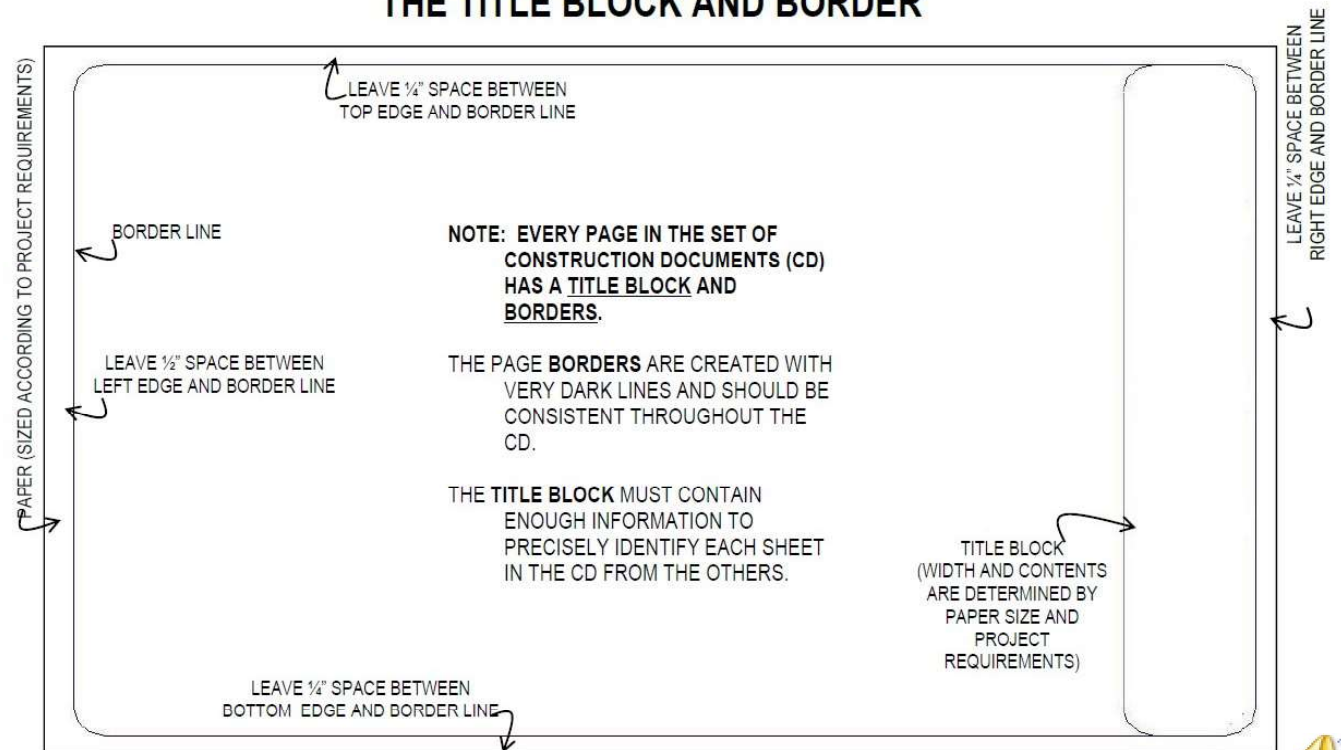 THE TITLE BLOCK AND BORDER
LEAVE ¼" SPACE BETWEEN
TOP EDGE AND BORDER LINE
LEAVE ¼" SPACE BETWEEN
RIGHT EDGE AND BORDER LINE
PAPER (SIZED ACCORDING TO PROJECT REQUIREMENTS)
BORDER LINE
LEAVE ½" SPACE BETWEEN
LEFT EDGE AND BORDER LINE
NOTE: EVERY PAGE IN THE SET OF
CONSTRUCTION DOCUMENTS (CD)
HAS A TITLE BLOCK AND
BORDERS.
THE PAGE BORDERS ARE CREATED WITH
VERY DARK LINES AND SHOULD BE
CONSISTENT THROUGHOUT THE
CD.
THE TITLE BLOCK MUST CONTAIN
ENOUGH INFORMATION TO
PRECISELY IDENTIFY EACH SHEET
IN THE CD FROM THE OTHERS.
TITLE BLOCK
(WIDTH AND CONTENTS
ARE DETERMINED BY
PAPER SIZE AND
PROJECT
REQUIREMENTS)
LEAVE ¼" SPACE BETWEEN
BOTTOM EDGE AND BORDER LINE